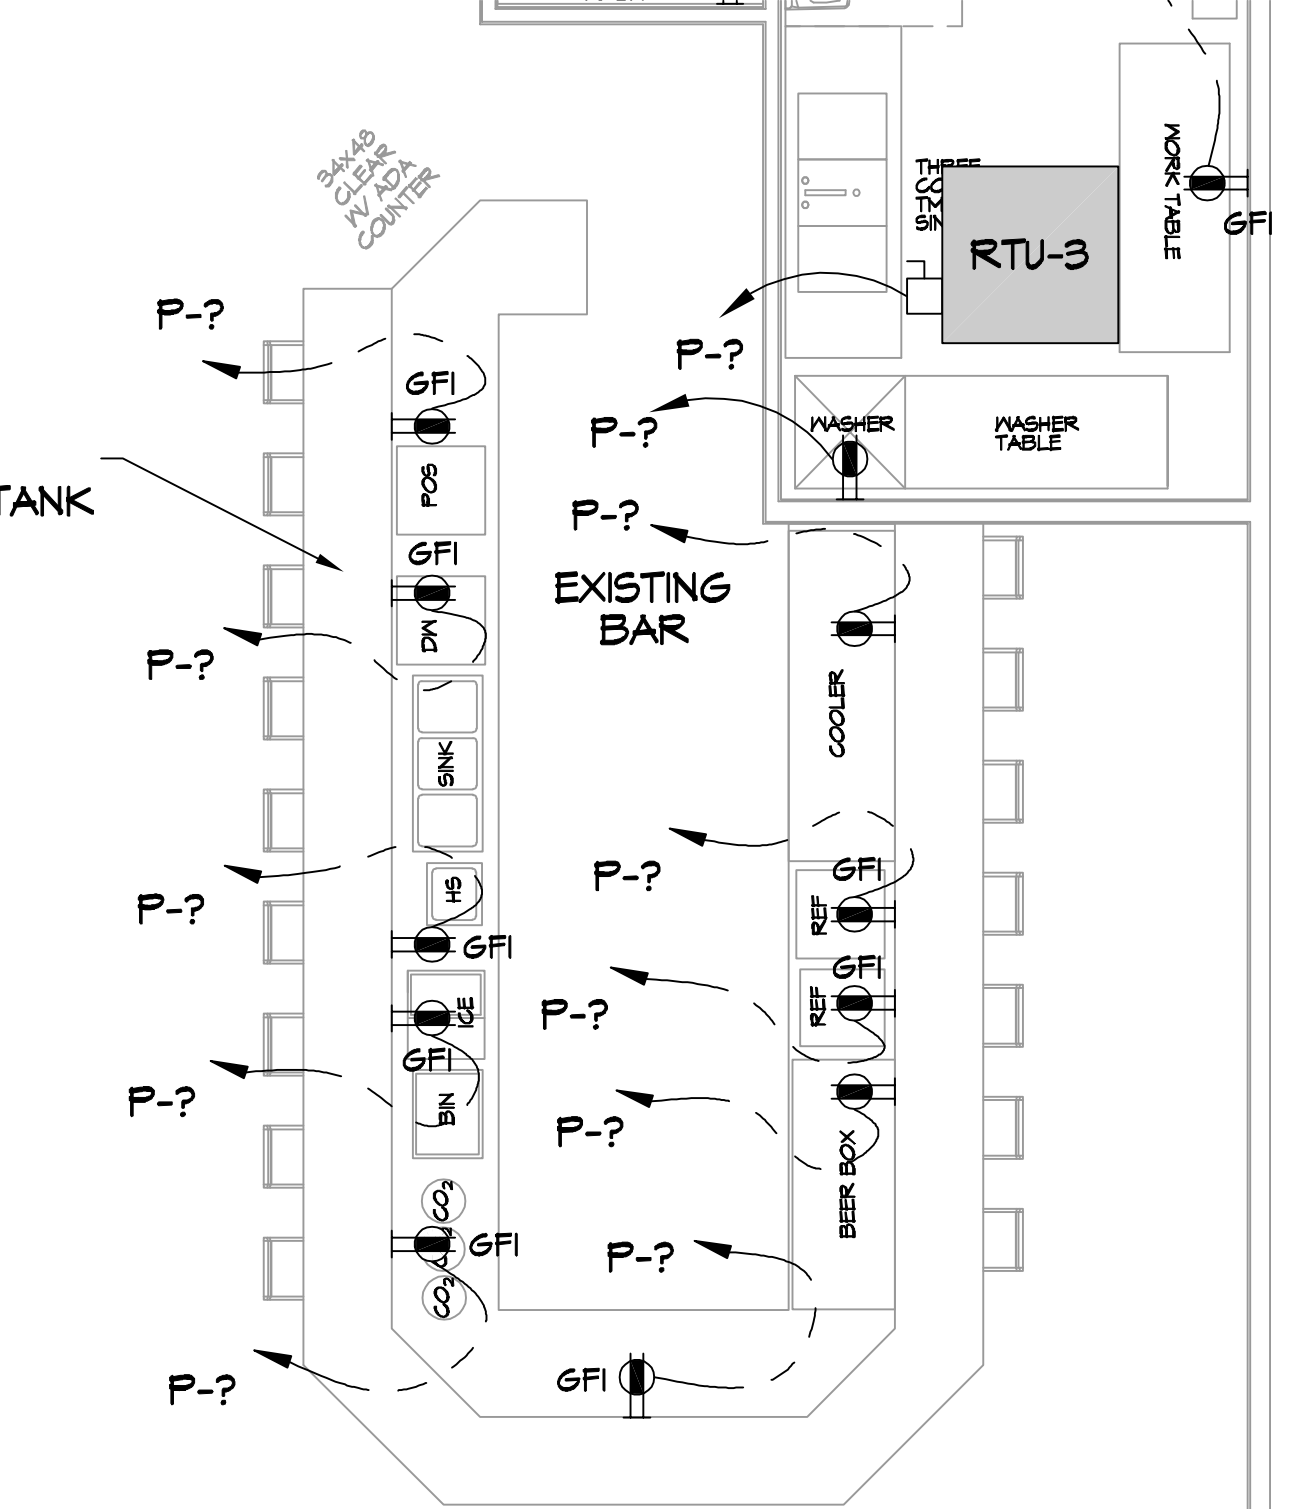 34x48
CLEAR
W/ ADA
COUNTER
THREE
WORK TABLE
GFI
RTU-3
P-?
P-?
GFI
P-?
WASHER
WASHER
TABLE
P-?
POS
TANK
P-?
GFI
EXISTING
BAR
DW
P-?
COOLER
SINK
GFI
P-?
HS
REF
P-?
GFI
GFI
ICE
REF
P-?
GFI
P-?
BIN
P-?
BEER BOX
CO2
GFI
P-?
CO2
GFI
P-?